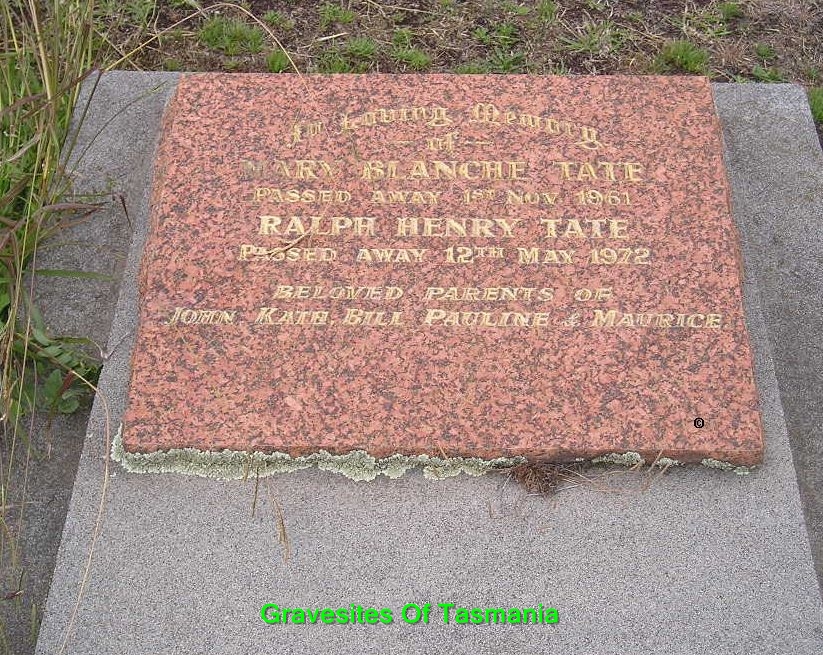 In Loving Memory
— of —
MARY BLANCHE TATE
PASSED AWAY 1ST NOV. 1961
RALPH HENRY TATE
PASSED AWAY 12TH MAY 1972
BELOVED PARENTS OF
JOHN KATH, BILL PAULINE & MAURICE
©
Gravesites Of Tasmania